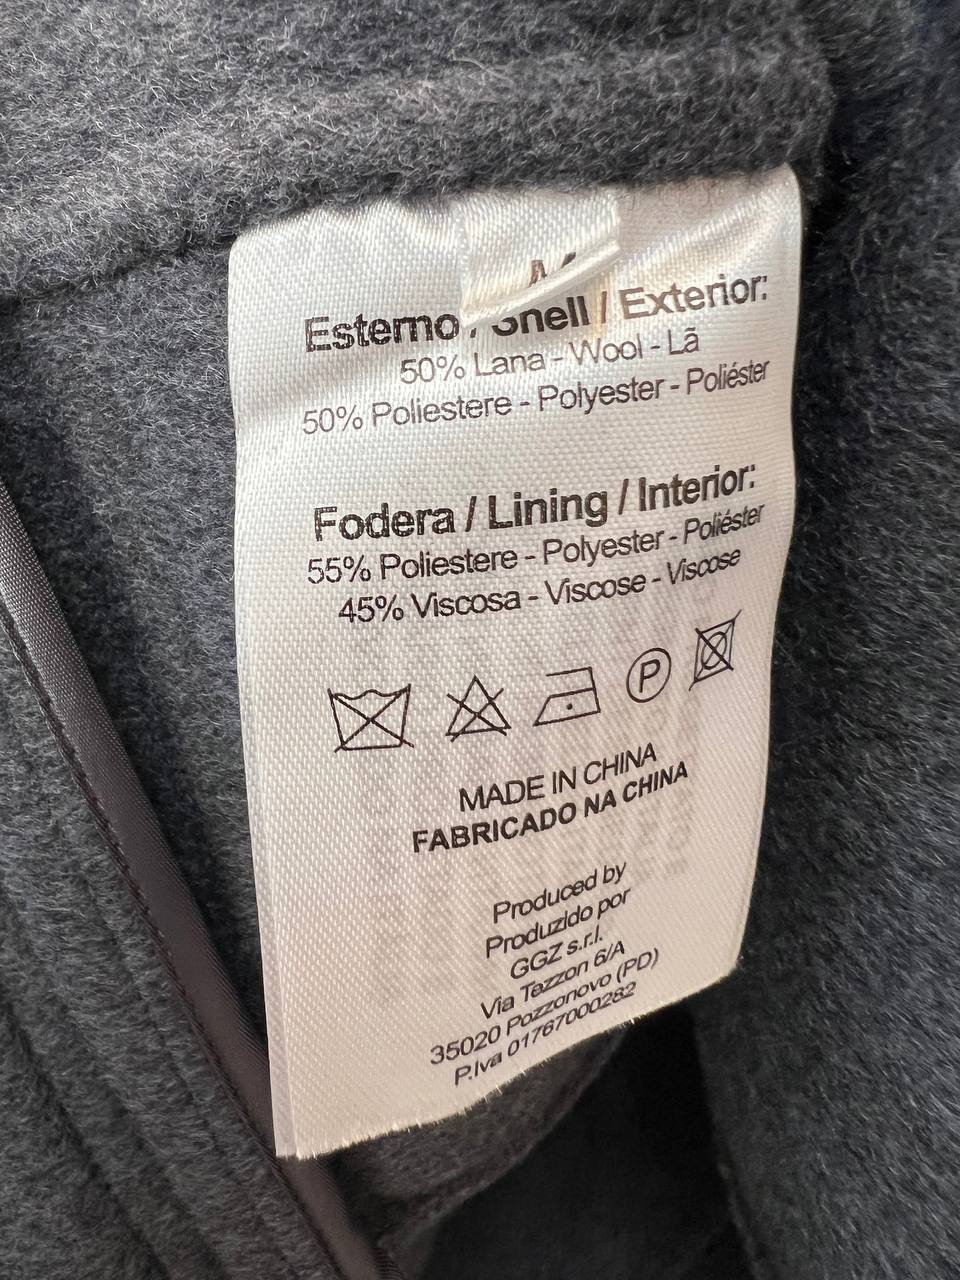 Esterno / Shell / Exterior:
50% Lana - Wool - Lã
50% Poliestere - Polyester - Poliéster
Fodera / Lining / Interior:
55% Poliestere - Polyester - Poliéster
45% Viscosa - Viscose - Viscose
P
MADE IN CHINA
FABRICADO NA CHINA
Produced by
Produzido por
GGZ s.r.l.
Via Tezzon 6/A
35020 Pozzonovo (PD)
P.Iva 01767000282